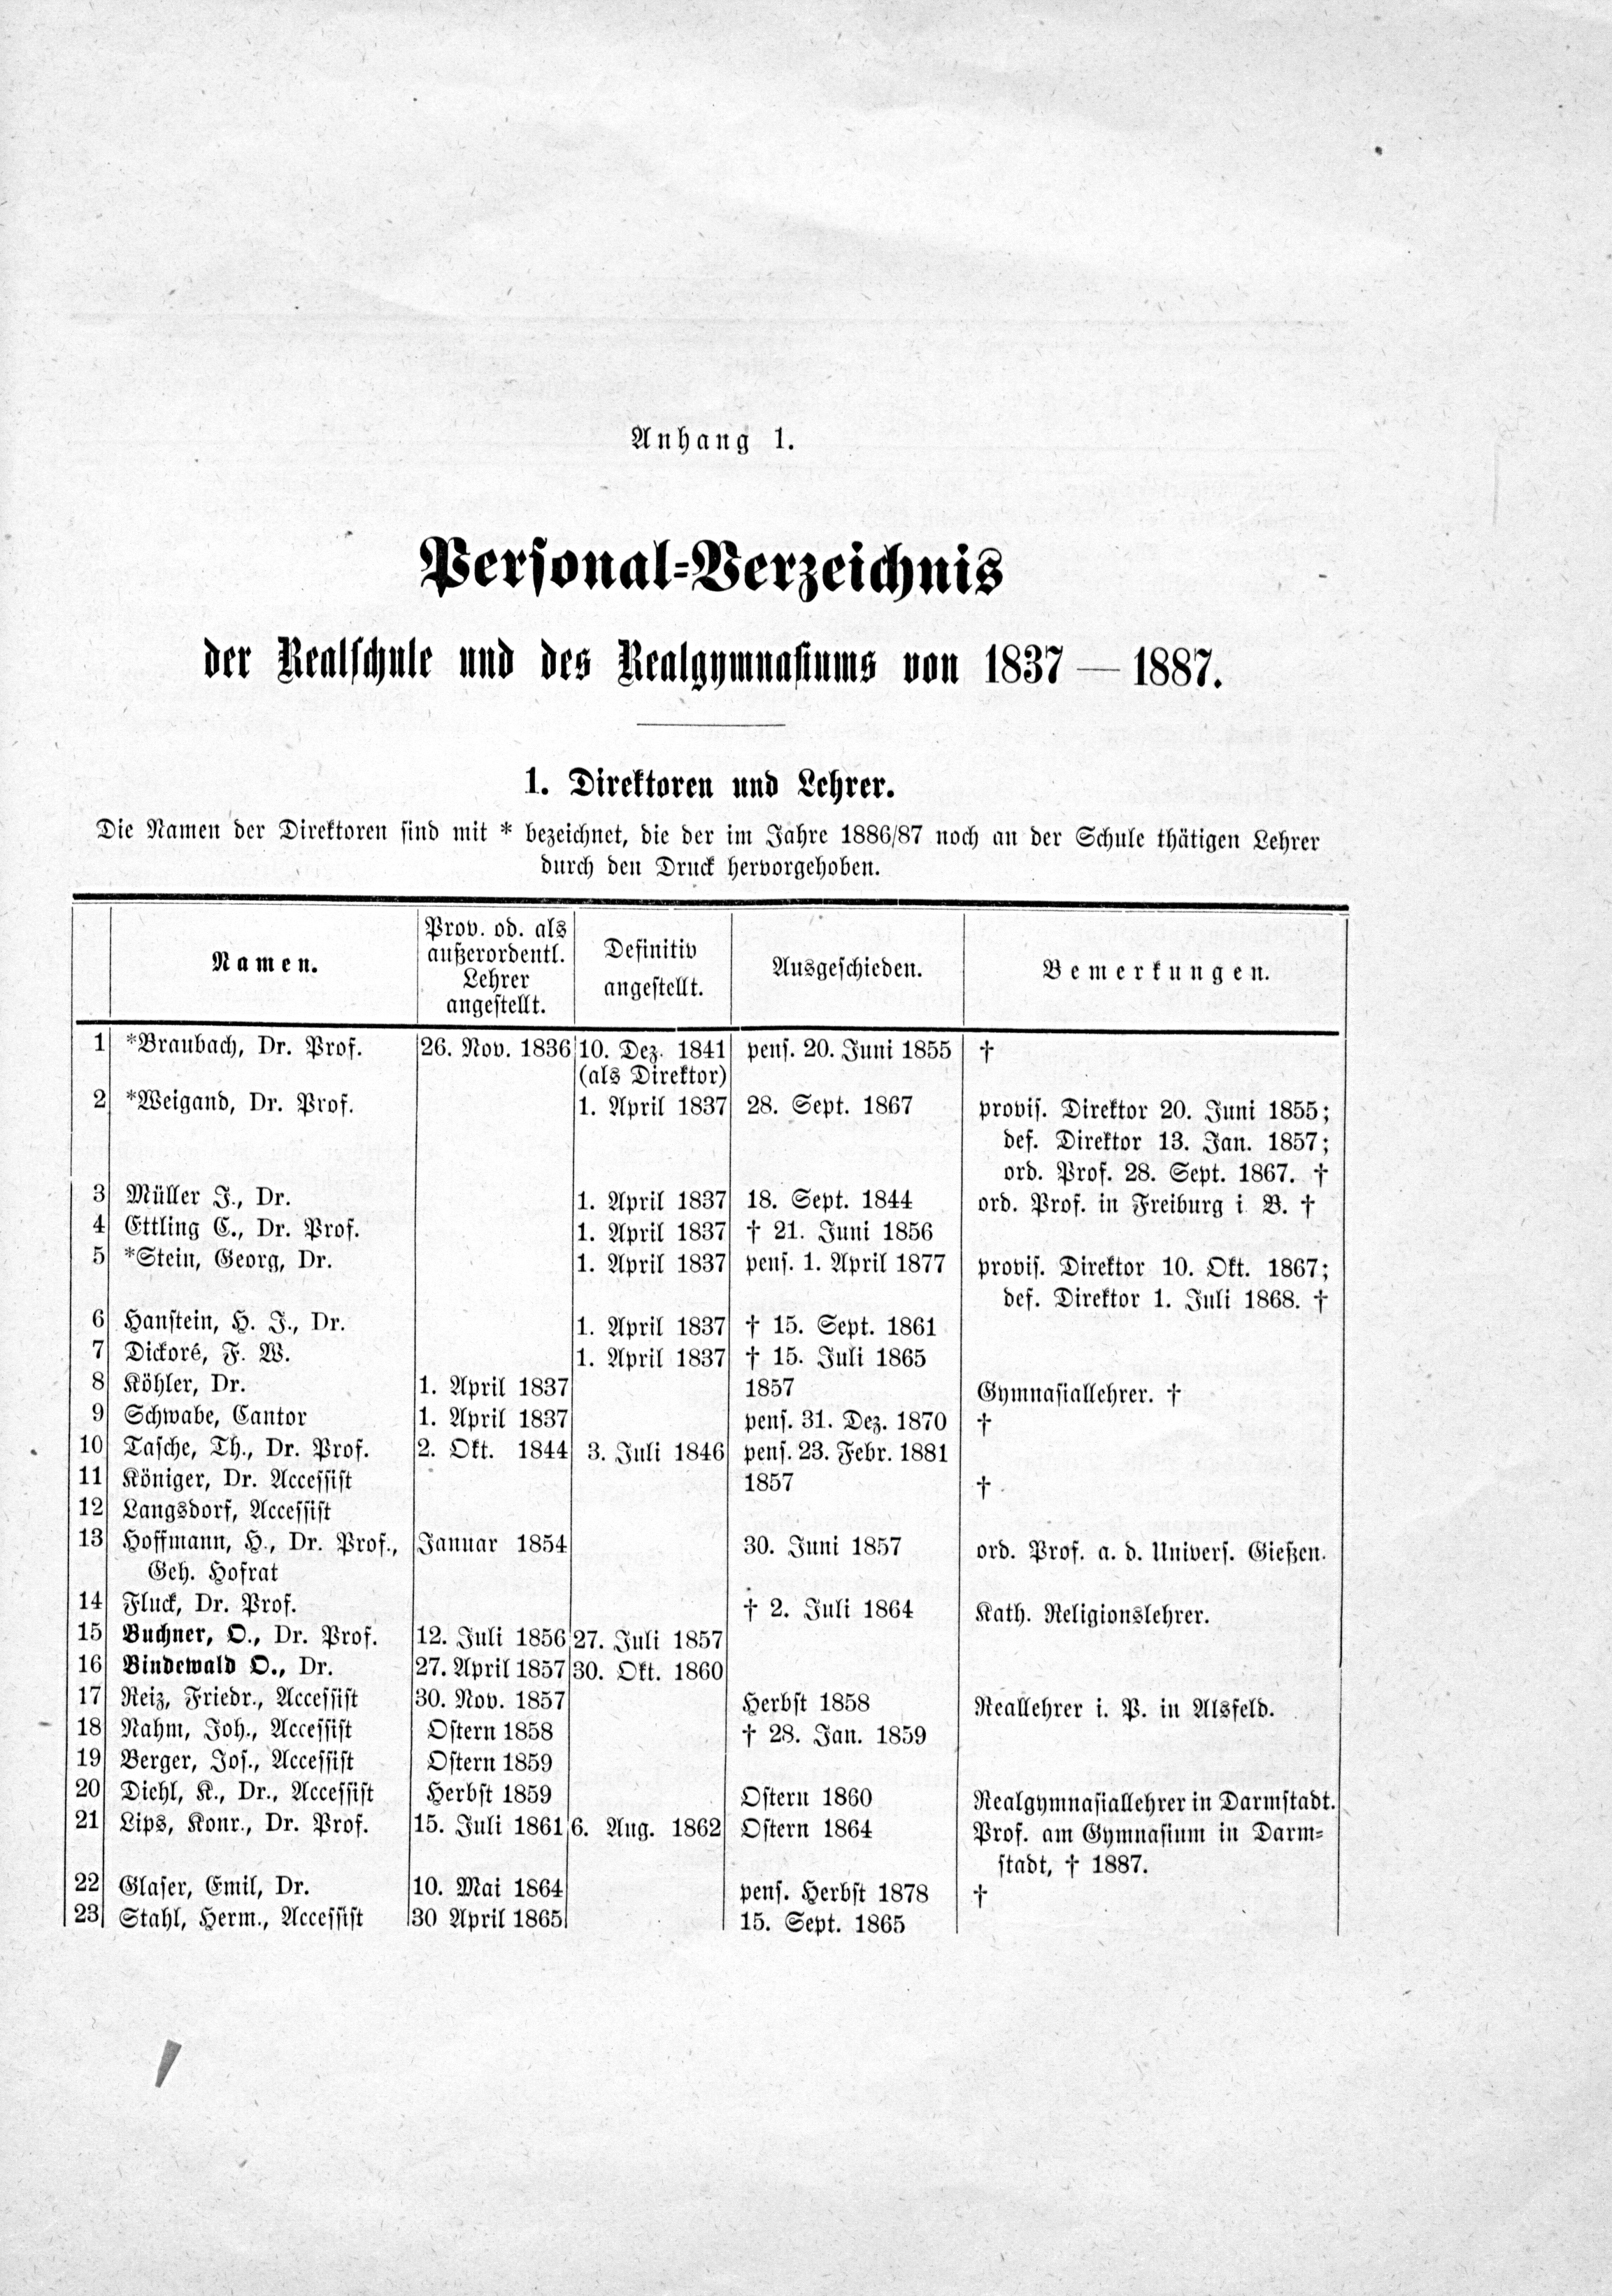 Anhang 1.
Personal-Verzeichnis
der Realschule und des Realgymnasiums von 1837 — 1887.
1. Direktoren und Lehrer.
Die Namen der Direktoren sind mit * bezeichnet, die der im Jahre 1886/87 noch an der Schule thätigen Lehrer
durch den Druck hervorgehoben.
Namen.
Prov. od. als
außerordentl.
Lehrer
angestellt.
Definitiv
angestellt.
Ausgeschieden.
Bemerkungen.
1 *Braubach, Dr. Prof. 26. Nov. 1836 10. Dez. 1841 pens. 20. Juni 1855 †
(als Direktor)
2 *Weigand, Dr. Prof. 1. April 1837 28. Sept. 1867 provis. Direktor 20. Juni 1855;
def. Direktor 13. Jan. 1857;
ord. Prof. 28. Sept. 1867. †
3 Müller J., Dr. 1. April 1837 18. Sept. 1844 ord. Prof. in Freiburg i B. †
4 Ettling C., Dr. Prof. 1. April 1837 † 21. Juni 1856
5 *Stein, Georg, Dr. 1. April 1837 pens. 1. April 1877 provis. Direktor 10. Okt. 1867;
def. Direktor 1. Juli 1868. †
6 Hanstein, H. J., Dr. 1. April 1837 † 15. Sept. 1861
7 Dickoré, F. W. 1. April 1837 † 15. Juli 1865
8 Köhler, Dr. 1. April 1837 1857 Gymnasiallehrer. †
9 Schwabe, Cantor 1. April 1837 pens. 31. Dez. 1870 †
10 Tasche, Th., Dr. Prof. 2. Okt. 1844 3. Juli 1846 pens. 23. Febr. 1881
11 Königer, Dr. Accessist 1857 †
12 Langsdorf, Accessist
13 Hoffmann, H., Dr. Prof., Januar 1854 30. Juni 1857 ord. Prof. a. d. Univers. Gießen.
Geh. Hofrat
14 Fluck, Dr. Prof. † 2. Juli 1864 Kath. Religionslehrer.
15 Buchner, O., Dr. Prof. 12. Juli 1856 27. Juli 1857
16 Bindewald O., Dr. 27. April 1857 30. Okt. 1860
17 Reiz, Friedr., Accessist 30. Nov. 1857 Herbst 1858 Reallehrer i. P. in Alsfeld.
18 Nahm, Joh., Accessist Ostern 1858 † 28. Jan. 1859
19 Berger, Jos., Accessist Ostern 1859
20 Diehl, K., Dr., Accessist Herbst 1859 Ostern 1860 Realgymnasiallehrer in Darmstadt.
21 Lips, Konr., Dr. Prof. 15. Juli 1861 6. Aug. 1862 Ostern 1864 Prof. am Gymnasium in Darm-
stadt, † 1887.
22 Glaser, Emil, Dr. 10. Mai 1864 pens. Herbst 1878 †
23 Stahl, Herm., Accessist 30 April 1865 15. Sept. 1865